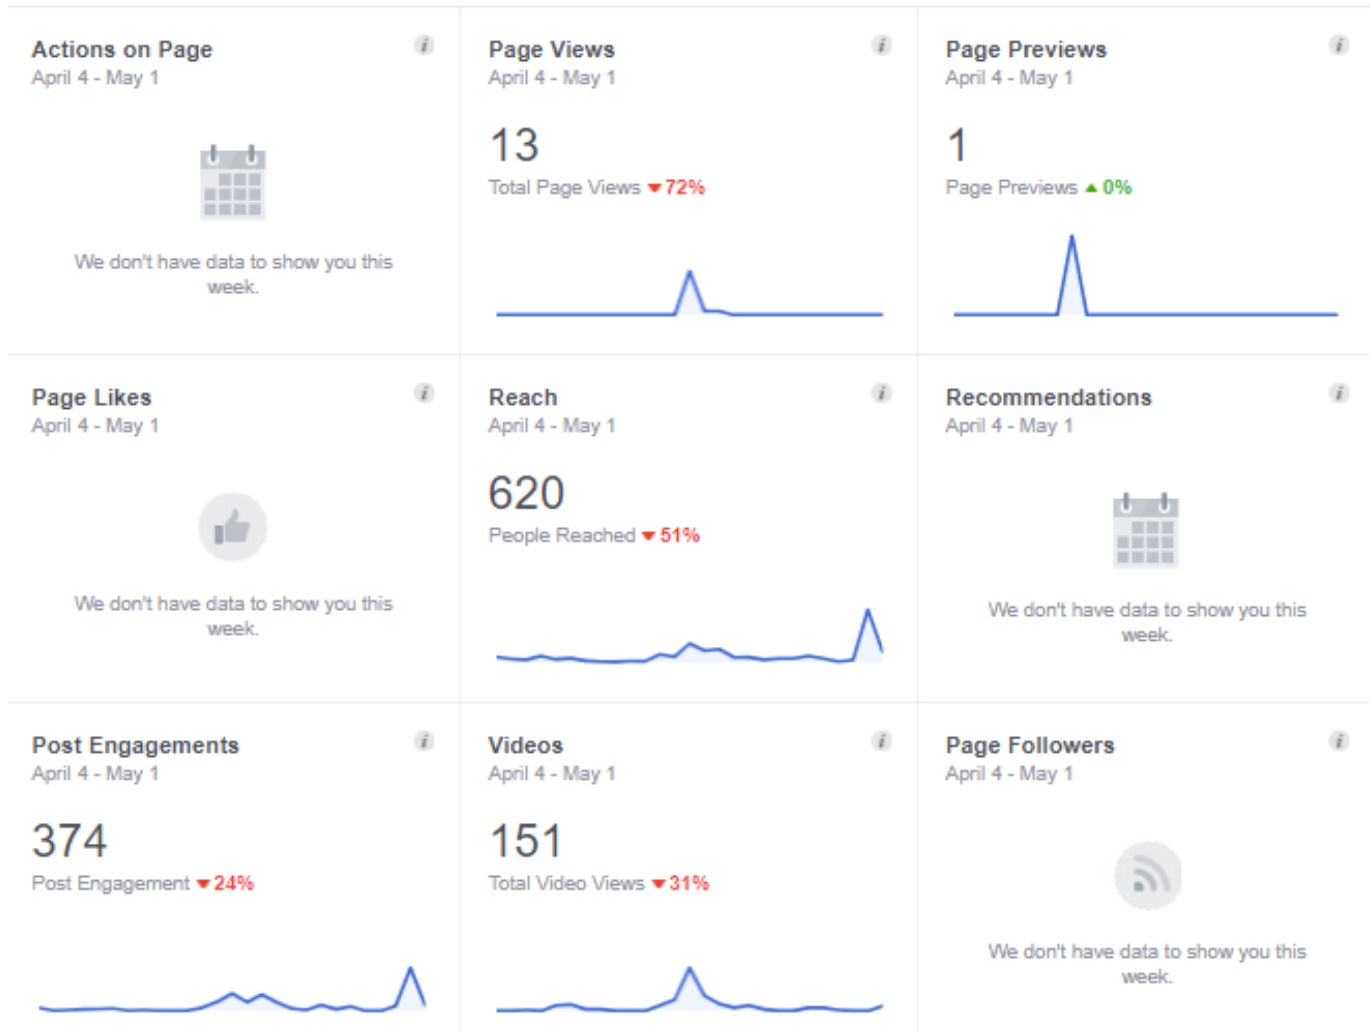 Actions on Page
April 4 - May 1
We don't have data to show you this
week.
Page Views
April 4 - May 1
13
Total Page Views ▼72%
Page Previews
April 4 - May 1
1
Page Previews ▲ 0%
Page Likes
April 4 - May 1
We don't have data to show you this
week.
Reach
April 4 - May 1
620
People Reached ▼51%
Recommendations
April 4 - May 1
We don't have data to show you this
week.
Post Engagements
April 4 - May 1
374
Post Engagement ▼24%
Videos
April 4 - May 1
151
Total Video Views ▼31%
Page Followers
April 4 - May 1
We don't have data to show you this
week.